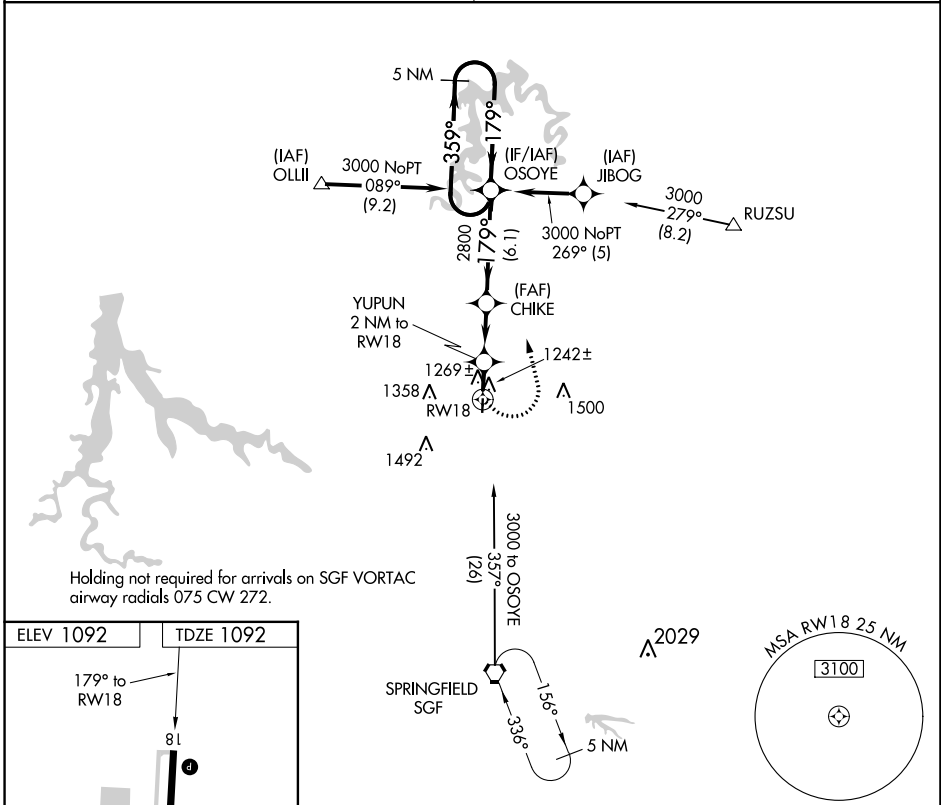 5 NM
359°
179°
(IAF)
OLLII
3000 NoPT
089°
(9.2)
(IF/IAF)
OSOYE
(IAF)
JIBOG
3000 NoPT
269° (5)
3000
279°
(8.2)
RUZSU
2800
179°
(6.1)
(FAF)
CHIKE
YUPUN
2 NM to
RW18
1269±
1242±
1358
RW18
1500
1492
3000 to OSOYE
357°
(26)
Holding not required for arrivals on SGF VORTAC
airway radials 075 CW 272.
ELEV 1092
TDZE 1092
179° to
RW18
18
P
SPRINGFIELD
SGF
156°
336°
5 NM
2029
MSA RW18 25 NM
3100